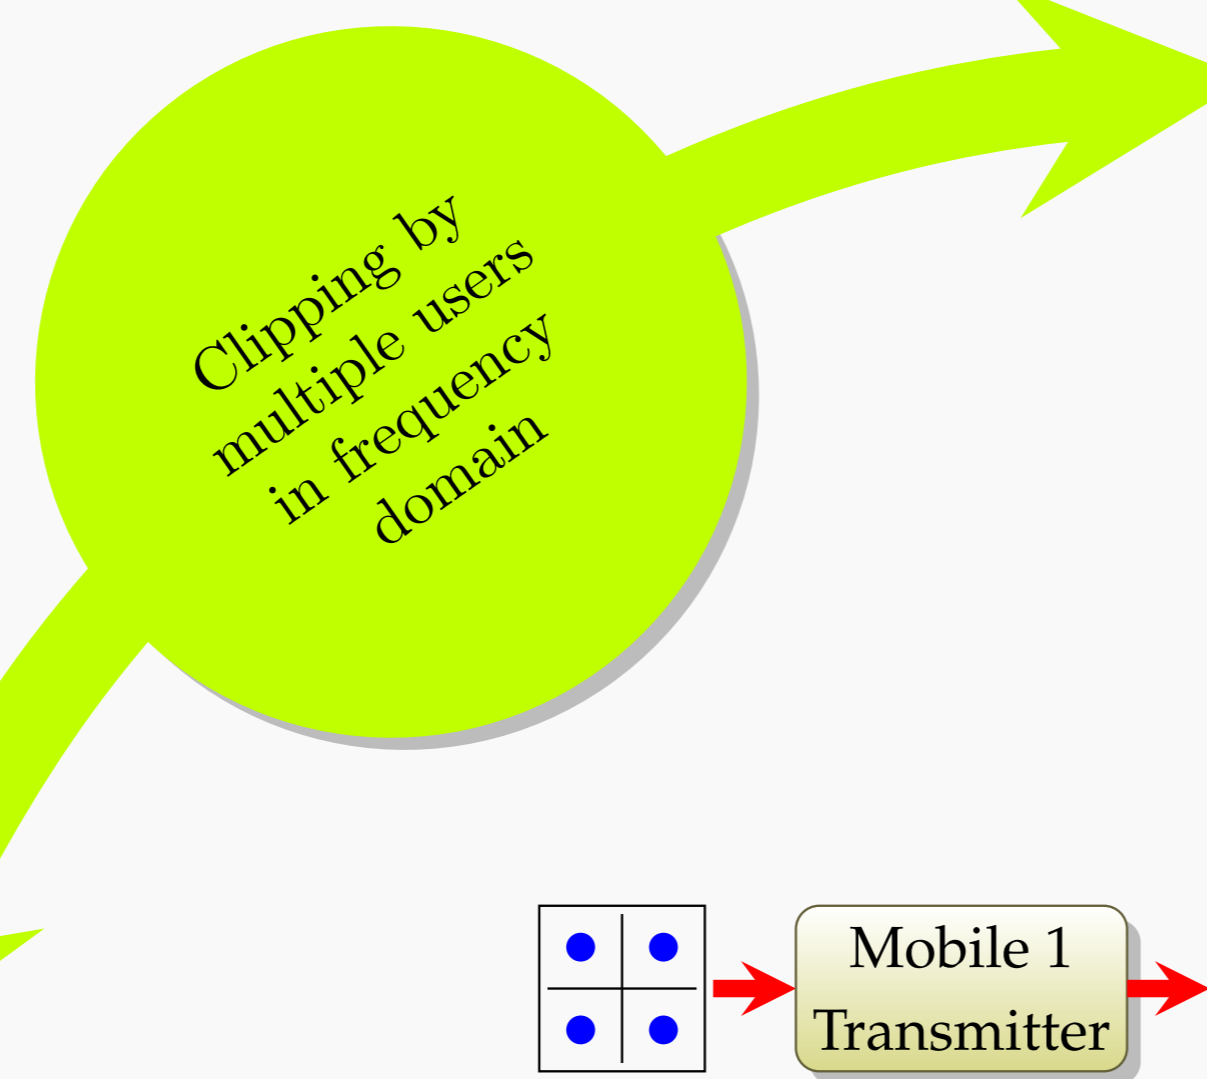 Clipping by
multiple users
in frequency
domain
Mobile 1
Transmitter